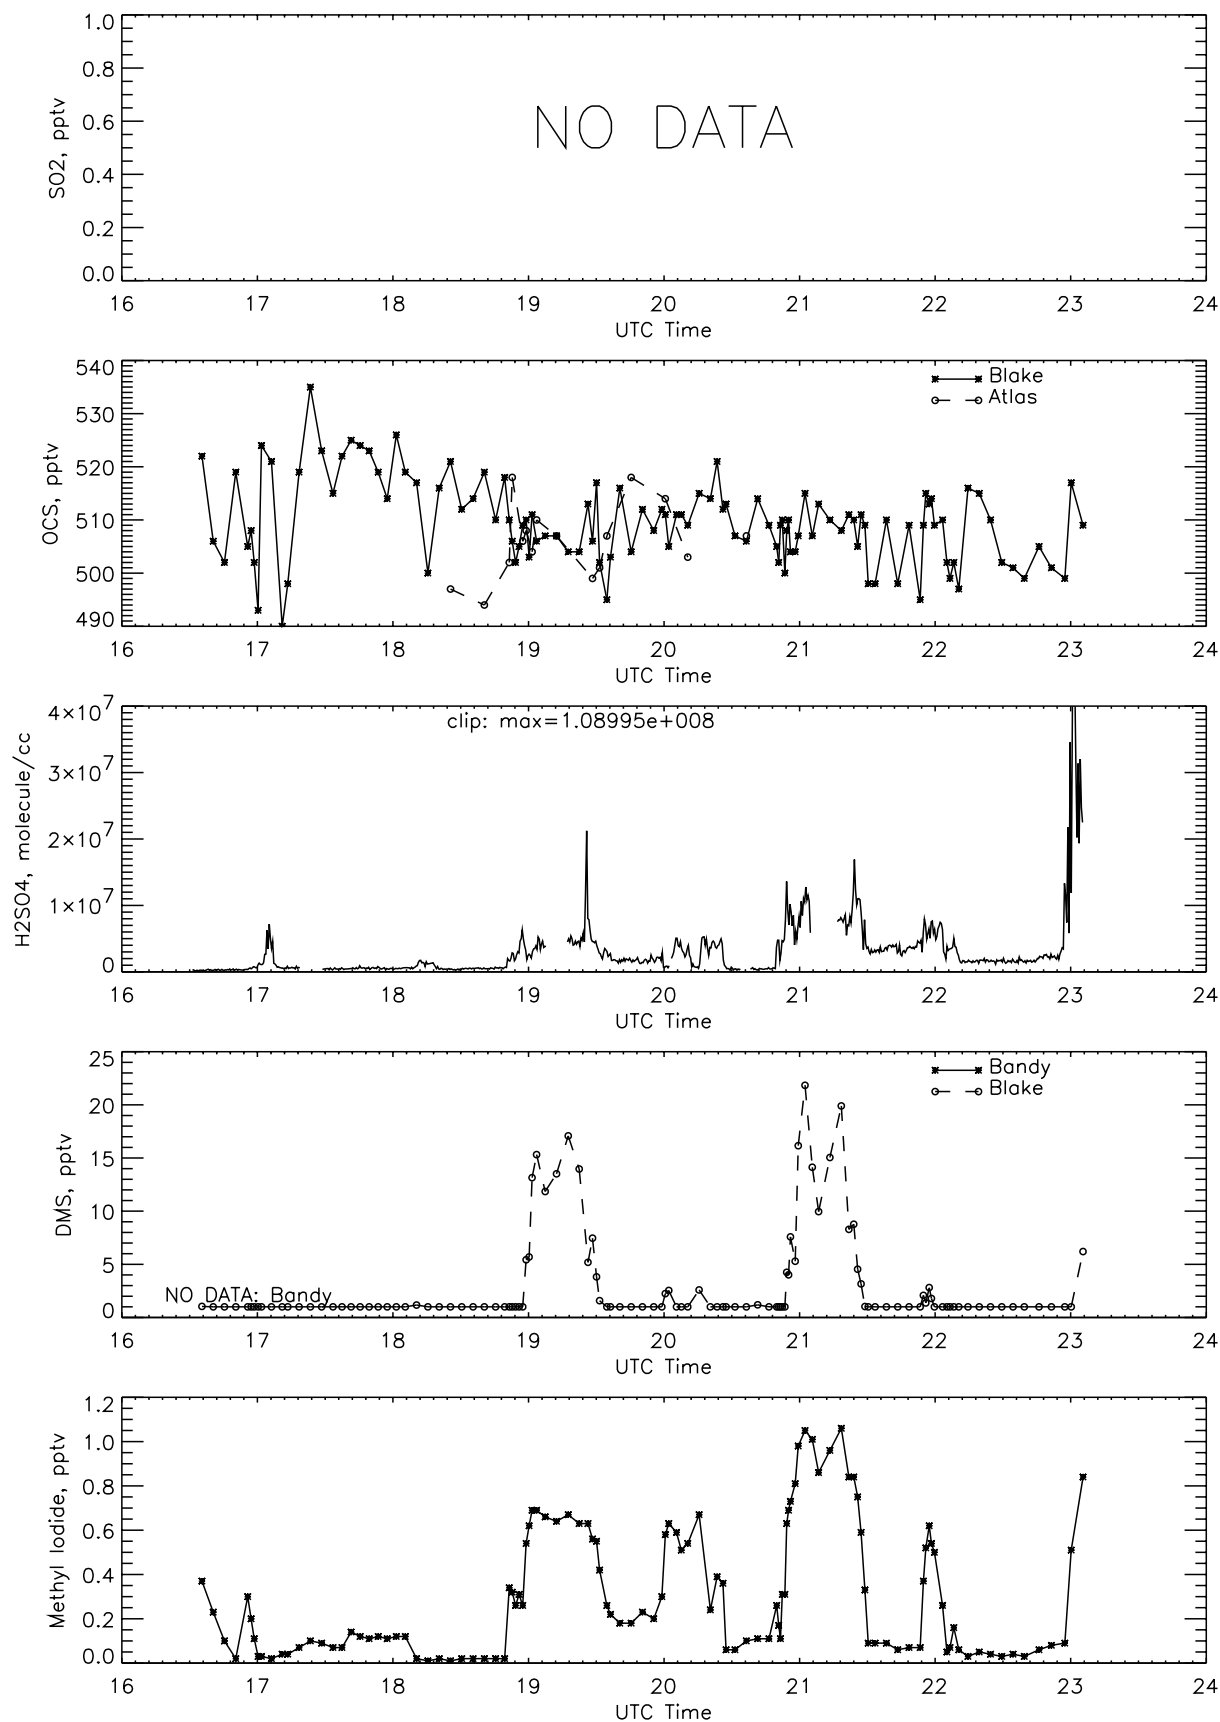 1.0
0.8
0.6
0.4
0.2
0.0
SO2, pptv
NO DATA
16 17 18 19 20 21 22 23 24
UTC Time
540
530
520
510
500
490
OCS, pptv
Blake
Atlas
16 17 18 19 20 21 22 23 24
UTC Time
4×10⁷
3×10⁷
2×10⁷
1×10⁷
0
H2SO4, molecule/cc
clip: max=1.08995e+008
16 17 18 19 20 21 22 23 24
UTC Time
25
20
15
10
5
0
DMS, pptv
Bandy
Blake
NO DATA: Bandy
16 17 18 19 20 21 22 23 24
UTC Time
1.2
1.0
0.8
0.6
0.4
0.2
0.0
Methyl Iodide, pptv
16 17 18 19 20 21 22 23 24
UTC Time